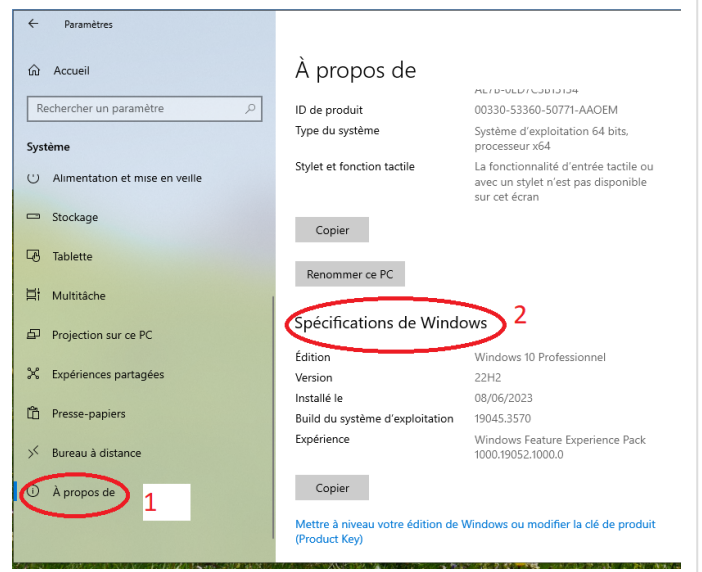 Paramètres
Accueil
Rechercher un paramètre
Système
Alimentation et mise en veille
Stockage
Tablette
Multitâche
Projection sur ce PC
Expériences partagées
Presse-papiers
Bureau à distance
À propos de
1
À propos de
ID de produit 00330-53360-50771-AAOEM
Type du système Système d'exploitation 64 bits,
processeur x64
Stylet et fonction tactile La fonctionnalité d'entrée tactile ou
avec un stylet n'est pas disponible
sur cet écran
Copier
Renommer ce PC
Spécifications de Windows
2
Édition Windows 10 Professionnel
Version 22H2
Installé le 08/06/2023
Build du système d'exploitation 19045.3570
Expérience Windows Feature Experience Pack
1000.19052.1000.0
Copier
Mettre à niveau votre édition de Windows ou modifier la clé de produit
(Product Key)